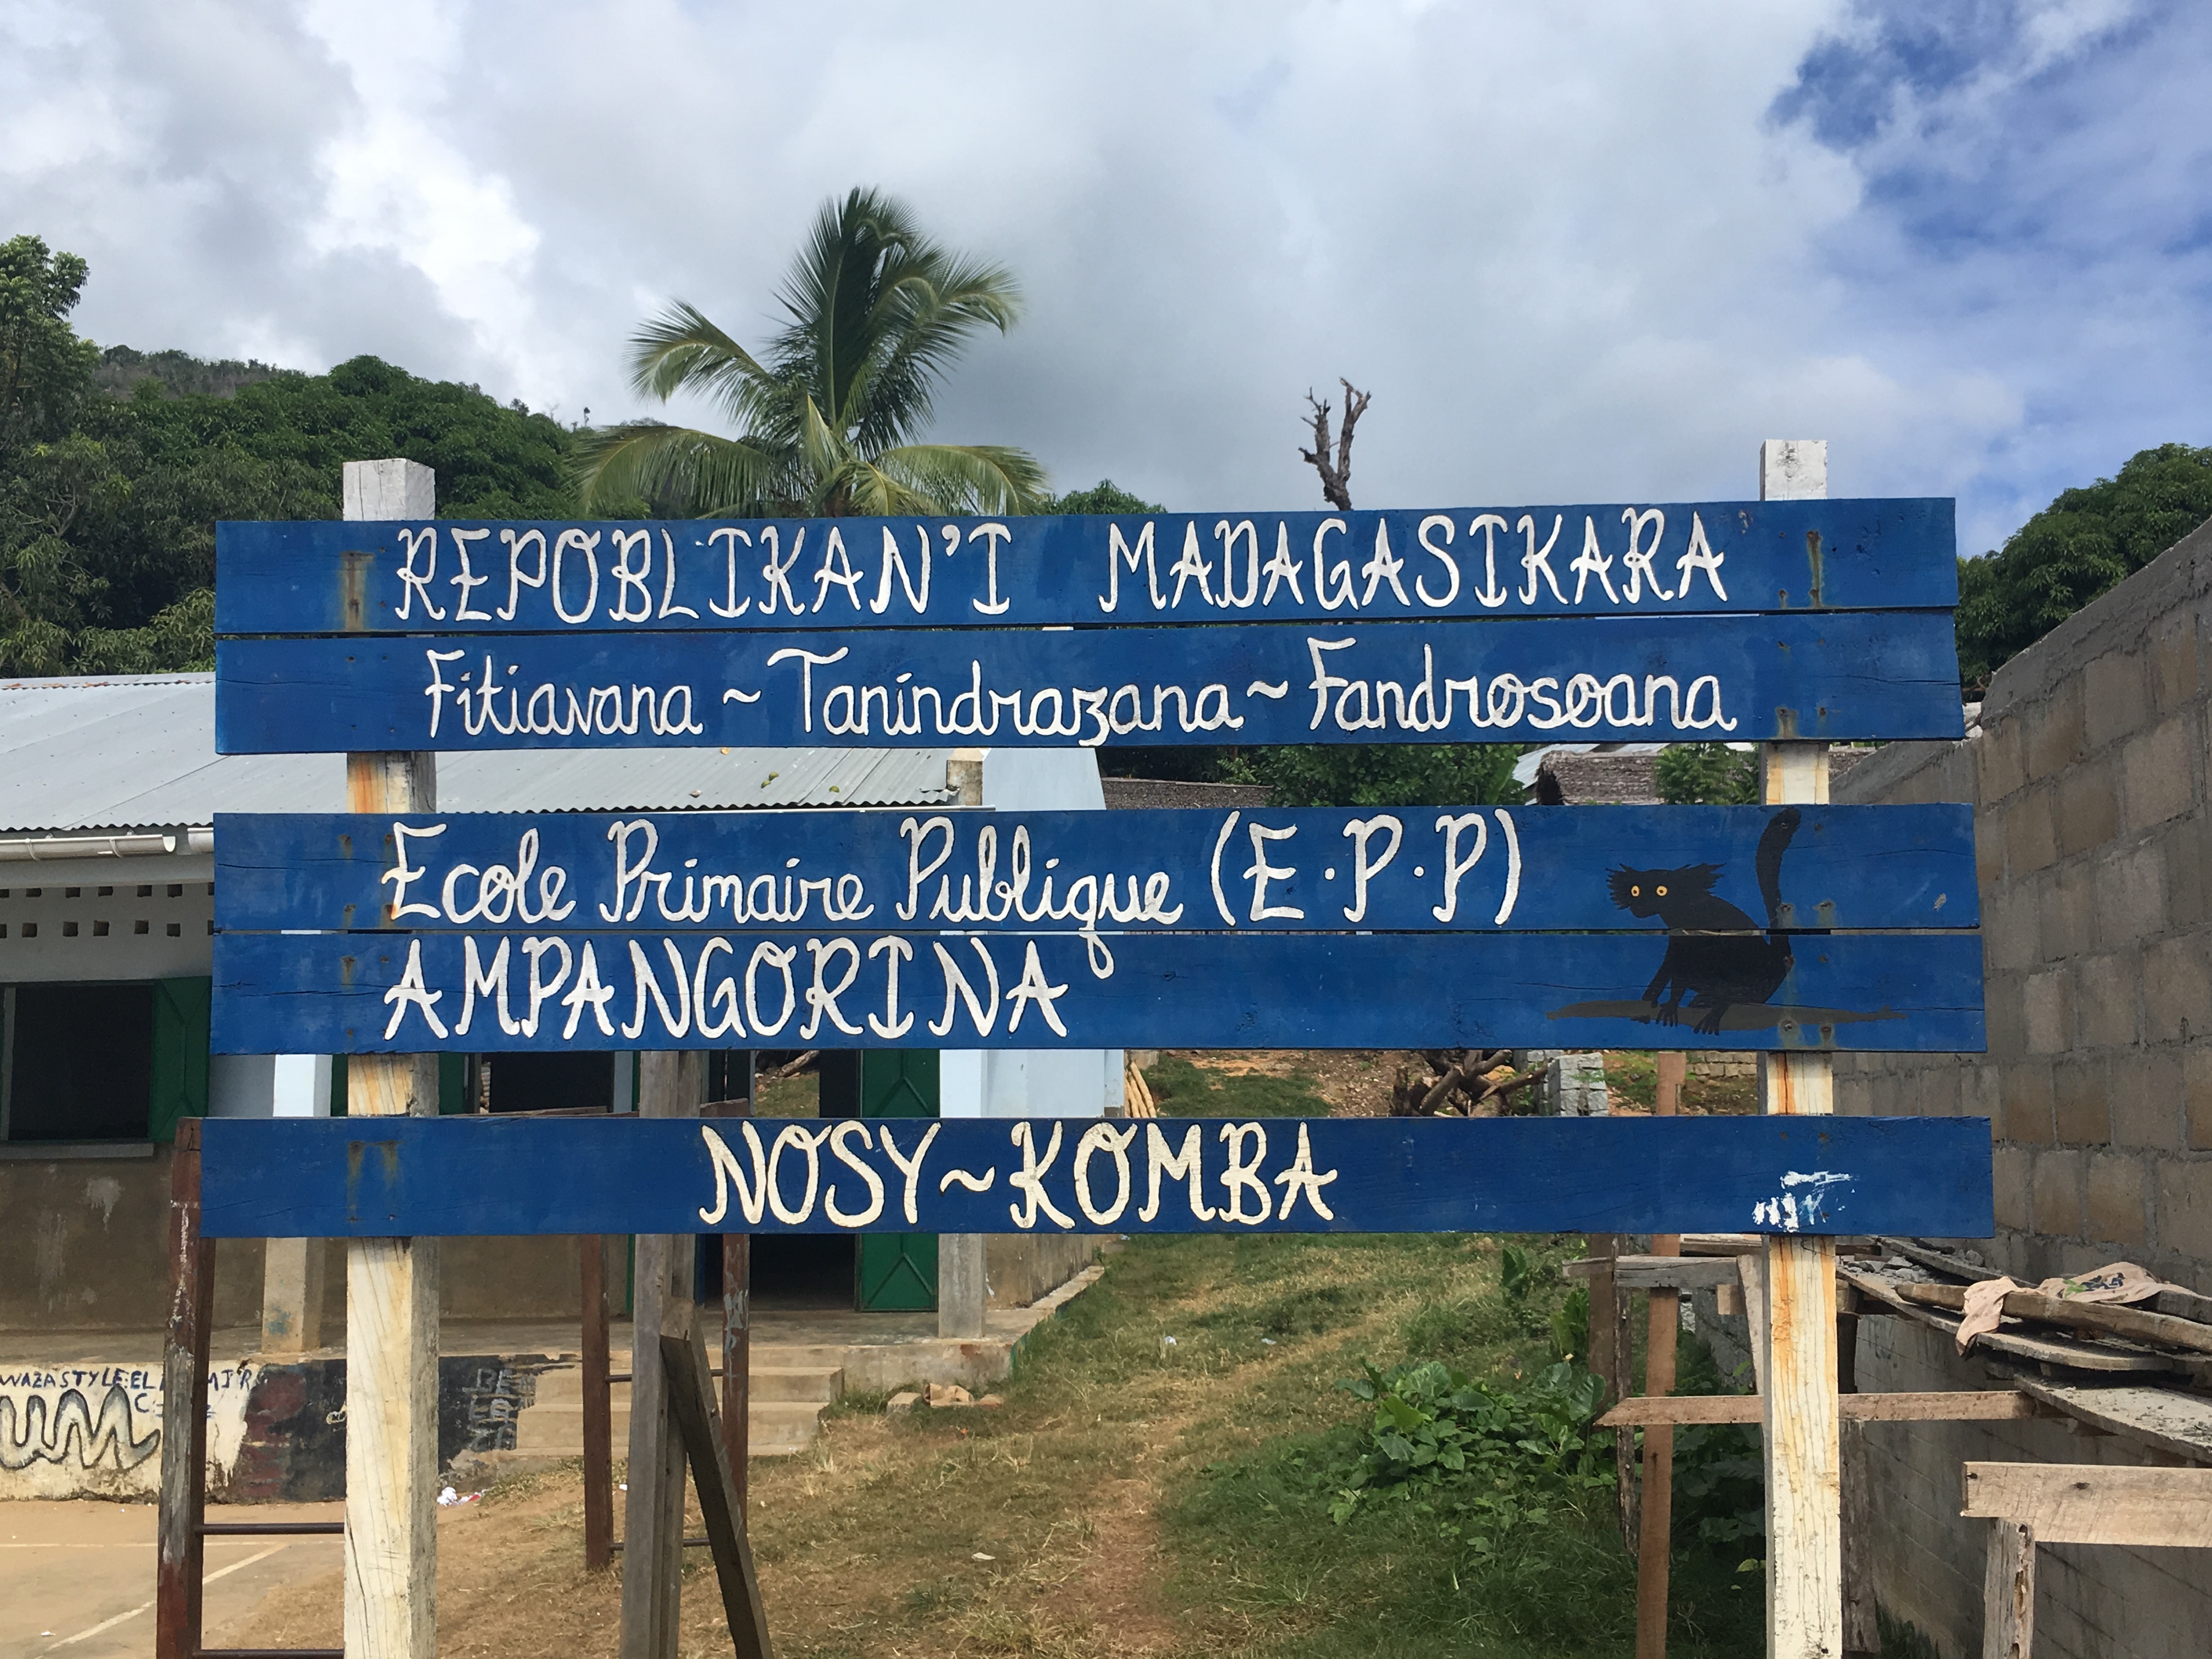 REPOBLIKAN'I MADAGASIKARA
Fitiavana ~ Tanindrazana ~ Fandrosoana
Ecole Primaire Publique (E.P.P)
AMPANGORINA
NOSY~KOMBA